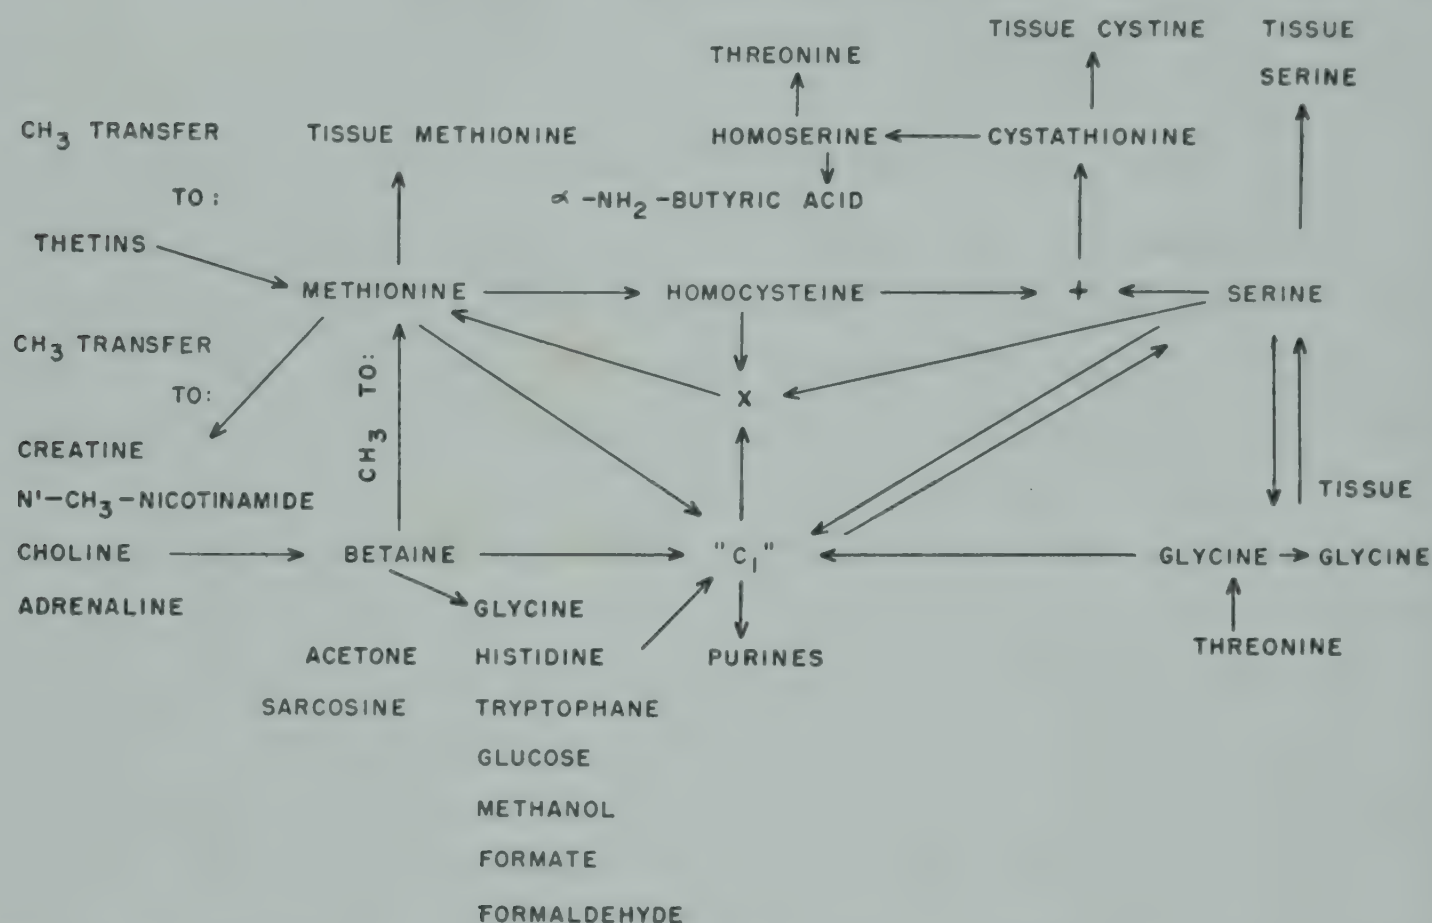 TISSUE CYSTINE
TISSUE
SERINE
THREONINE
CH3 TRANSFER
TO:
TISSUE METHIONINE
HOMOSERINE
CYSTATHIONINE
∝-NH2-BUTYRIC ACID
THETINS
METHIONINE
HOMOCYSTEINE
+
SERINE
CH3 TRANSFER
TO:
CH3 TO:
X
CREATINE
N'-CH3-NICOTINAMIDE
CHOLINE
ADRENALINE
BETAINE
"C1"
GLYCINE
TISSUE
GLYCINE
THREONINE
GLYCINE
ACETONE
SARCOSINE
HISTIDINE
TRYPTOPHANE
GLUCOSE
METHANOL
FORMATE
FORMALDEHYDE
PURINES